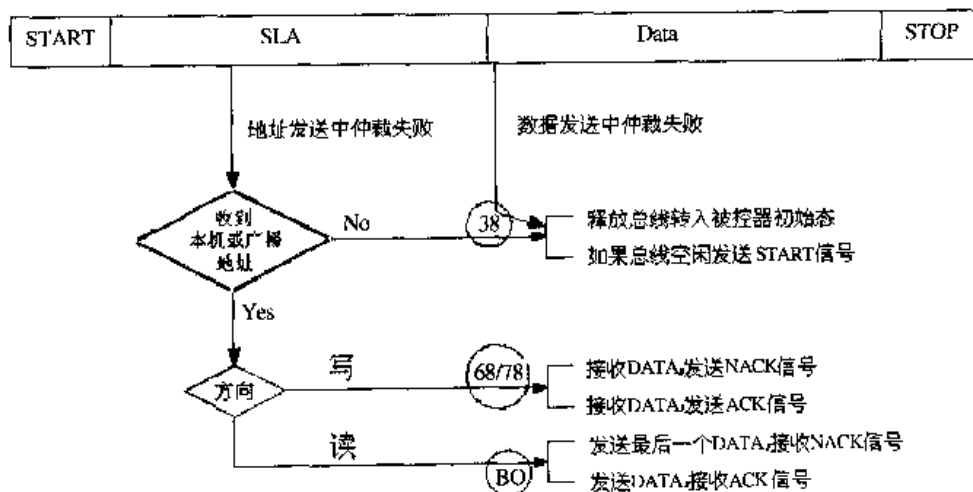 START SLA Data STOP
地址发送中仲裁失败
数据发送中仲裁失败
收到
本机或广播
地址
No
38
释放总线转入被控器初始态
如果总线空闲发送START信号
Yes
方向
写
68/78
接收DATA,发送NACK信号
接收DATA,发送ACK信号
读
BO
发送最后一个DATA,接收NACK信号
发送DATA,接收ACK信号